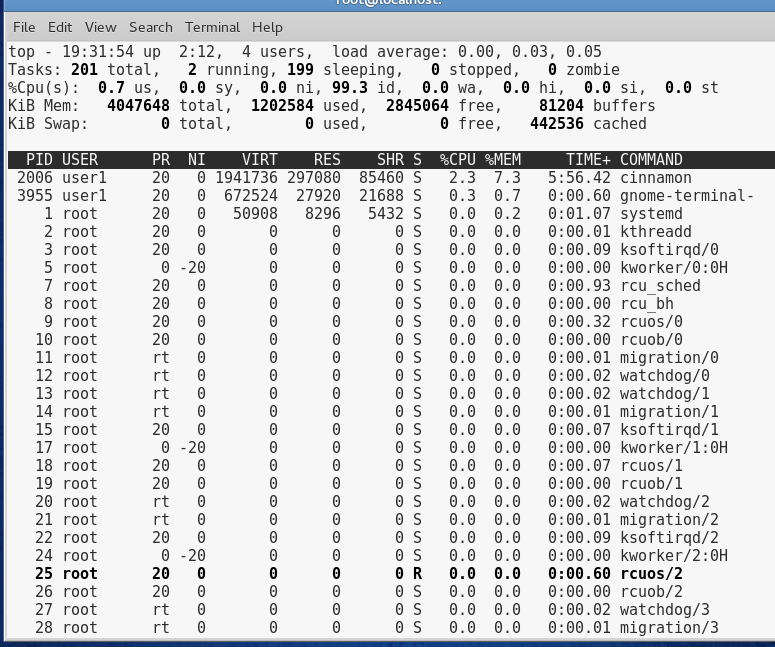 root@localhost:
File Edit View Search Terminal Help
top - 19:31:54 up  2:12,  4 users,  load average: 0.00, 0.03, 0.05
Tasks: 201 total,   2 running, 199 sleeping,   0 stopped,   0 zombie
%Cpu(s):  0.7 us,  0.0 sy,  0.0 ni, 99.3 id,  0.0 wa,  0.0 hi,  0.0 si,  0.0 st
KiB Mem:   4047648 total,  1202584 used,  2845064 free,    81204 buffers
KiB Swap:        0 total,        0 used,        0 free,   442536 cached
PID USER      PR  NI    VIRT    RES    SHR S  %CPU %MEM     TIME+ COMMAND
2006 user1     20   0 1941736 297080  85460 S   2.3  7.3   5:56.42 cinnamon
3955 user1     20   0  672524  27920  21688 S   0.3  0.7   0:00.60 gnome-terminal-
1 root      20   0   50908   8296   5432 S   0.0  0.2   0:01.07 systemd
2 root      20   0       0      0      0 S   0.0  0.0   0:00.01 kthreadd
3 root      20   0       0      0      0 S   0.0  0.0   0:00.09 ksoftirqd/0
5 root       0 -20       0      0      0 S   0.0  0.0   0:00.00 kworker/0:0H
7 root      20   0       0      0      0 S   0.0  0.0   0:00.93 rcu_sched
8 root      20   0       0      0      0 S   0.0  0.0   0:00.00 rcu_bh
9 root      20   0       0      0      0 S   0.0  0.0   0:00.32 rcuos/0
10 root      20   0       0      0      0 S   0.0  0.0   0:00.00 rcuob/0
11 root      rt   0       0      0      0 S   0.0  0.0   0:00.01 migration/0
12 root      rt   0       0      0      0 S   0.0  0.0   0:00.02 watchdog/0
13 root      rt   0       0      0      0 S   0.0  0.0   0:00.02 watchdog/1
14 root      rt   0       0      0      0 S   0.0  0.0   0:00.01 migration/1
15 root      20   0       0      0      0 S   0.0  0.0   0:00.07 ksoftirqd/1
17 root       0 -20       0      0      0 S   0.0  0.0   0:00.00 kworker/1:0H
18 root      20   0       0      0      0 S   0.0  0.0   0:00.07 rcuos/1
19 root      20   0       0      0      0 S   0.0  0.0   0:00.00 rcuob/1
20 root      rt   0       0      0      0 S   0.0  0.0   0:00.02 watchdog/2
21 root      rt   0       0      0      0 S   0.0  0.0   0:00.01 migration/2
22 root      20   0       0      0      0 S   0.0  0.0   0:00.09 ksoftirqd/2
24 root       0 -20       0      0      0 S   0.0  0.0   0:00.00 kworker/2:0H
25 root      20   0       0      0      0 R   0.0  0.0   0:00.60 rcuos/2
26 root      20   0       0      0      0 S   0.0  0.0   0:00.00 rcuob/2
27 root      rt   0       0      0      0 S   0.0  0.0   0:00.02 watchdog/3
28 root      rt   0       0      0      0 S   0.0  0.0   0:00.01 migration/3